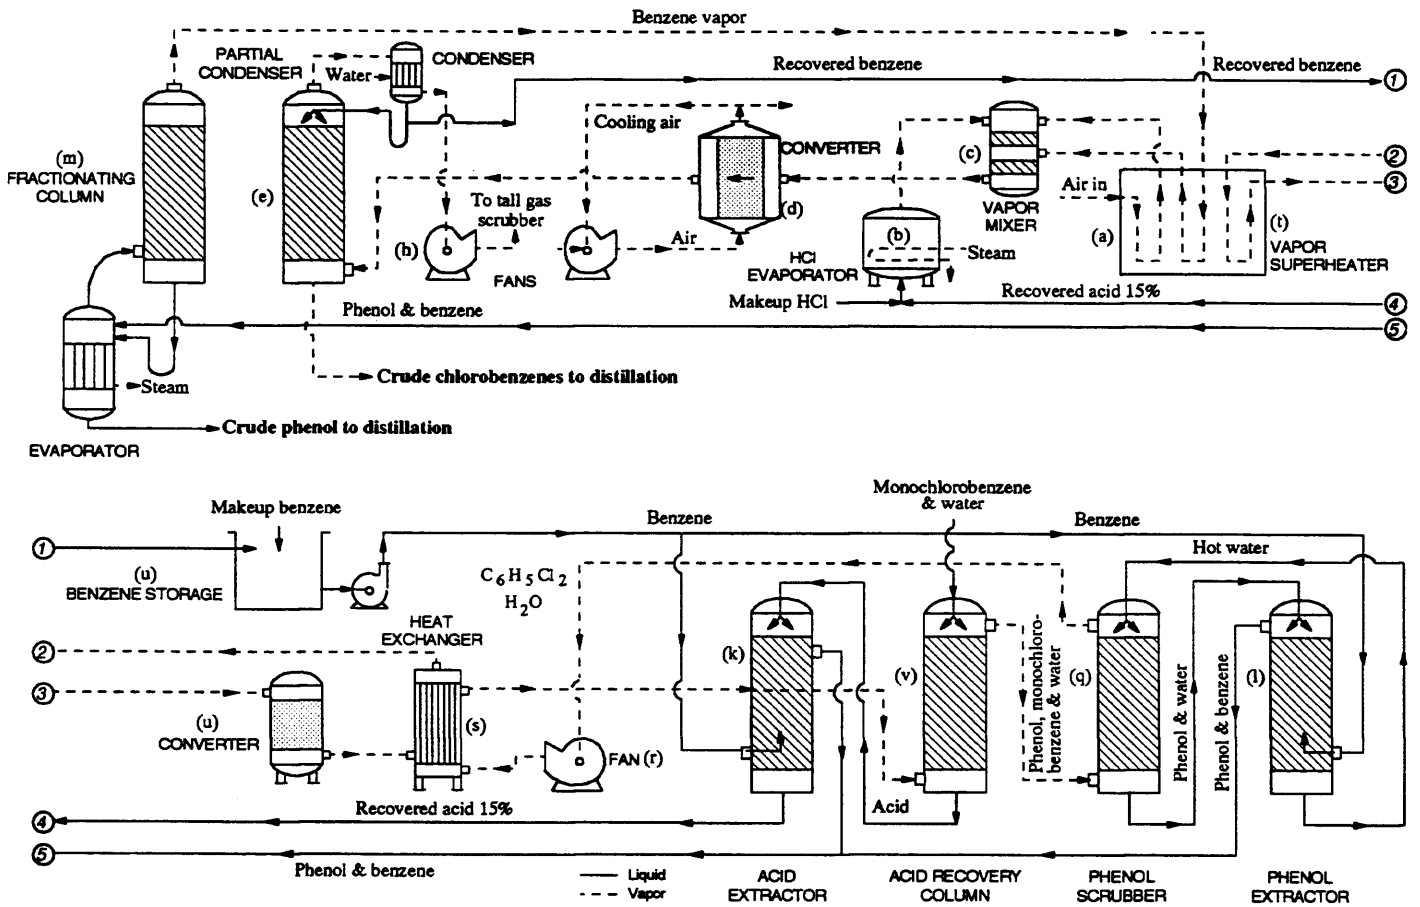 Benzene vapor
PARTIAL
CONDENSER
CONDENSER
Water
Recovered benzene
Recovered benzene
1
Cooling air
CONVERTER
(m)
FRACTIONATING
COLUMN
(e)
(c)
2
3
Air in
To tall gas
scrubber
(d)
VAPOR
MIXER
(h)
Air
(b)
Steam
(a)
(t)
VAPOR
SUPERHEATER
FANS
HCl
EVAPORATOR
Makeup HCl
Recovered acid 15%
4
Phenol & benzene
5
Steam
Crude chlorobenzenes to distillation
Crude phenol to distillation
EVAPORATOR
Monochlorobenzene
& water
Makeup benzene
Benzene
Benzene
1
Hot water
(u)
BENZENE STORAGE
C6H5Cl2
H2O
HEAT
EXCHANGER
2
(k)
(v)
Phenol, monochloro-
benzene & water
(q)
Phenol & water
Phenol & benzene
(l)
3
(u)
CONVERTER
(s)
FAN (r)
Recovered acid 15%
Acid
4
5
Phenol & benzene
Liquid
Vapor
ACID
EXTRACTOR
ACID RECOVERY
COLUMN
PHENOL
SCRUBBER
PHENOL
EXTRACTOR